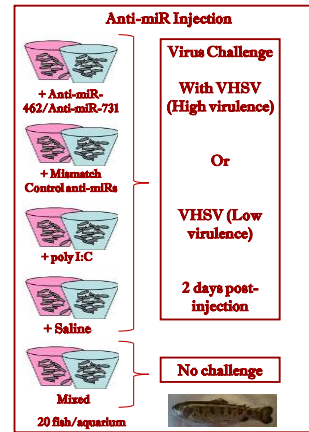 Anti-miR Injection
+ Anti-miR-
462/Anti-miR-731
+ Mismatch
Control anti-miRs
+ poly I:C
+ Saline
Mixed
20 fish/aquarium
Virus Challenge
With VHSV
(High virulence)
Or
VHSV (Low
virulence)
2 days post-
injection
No challenge